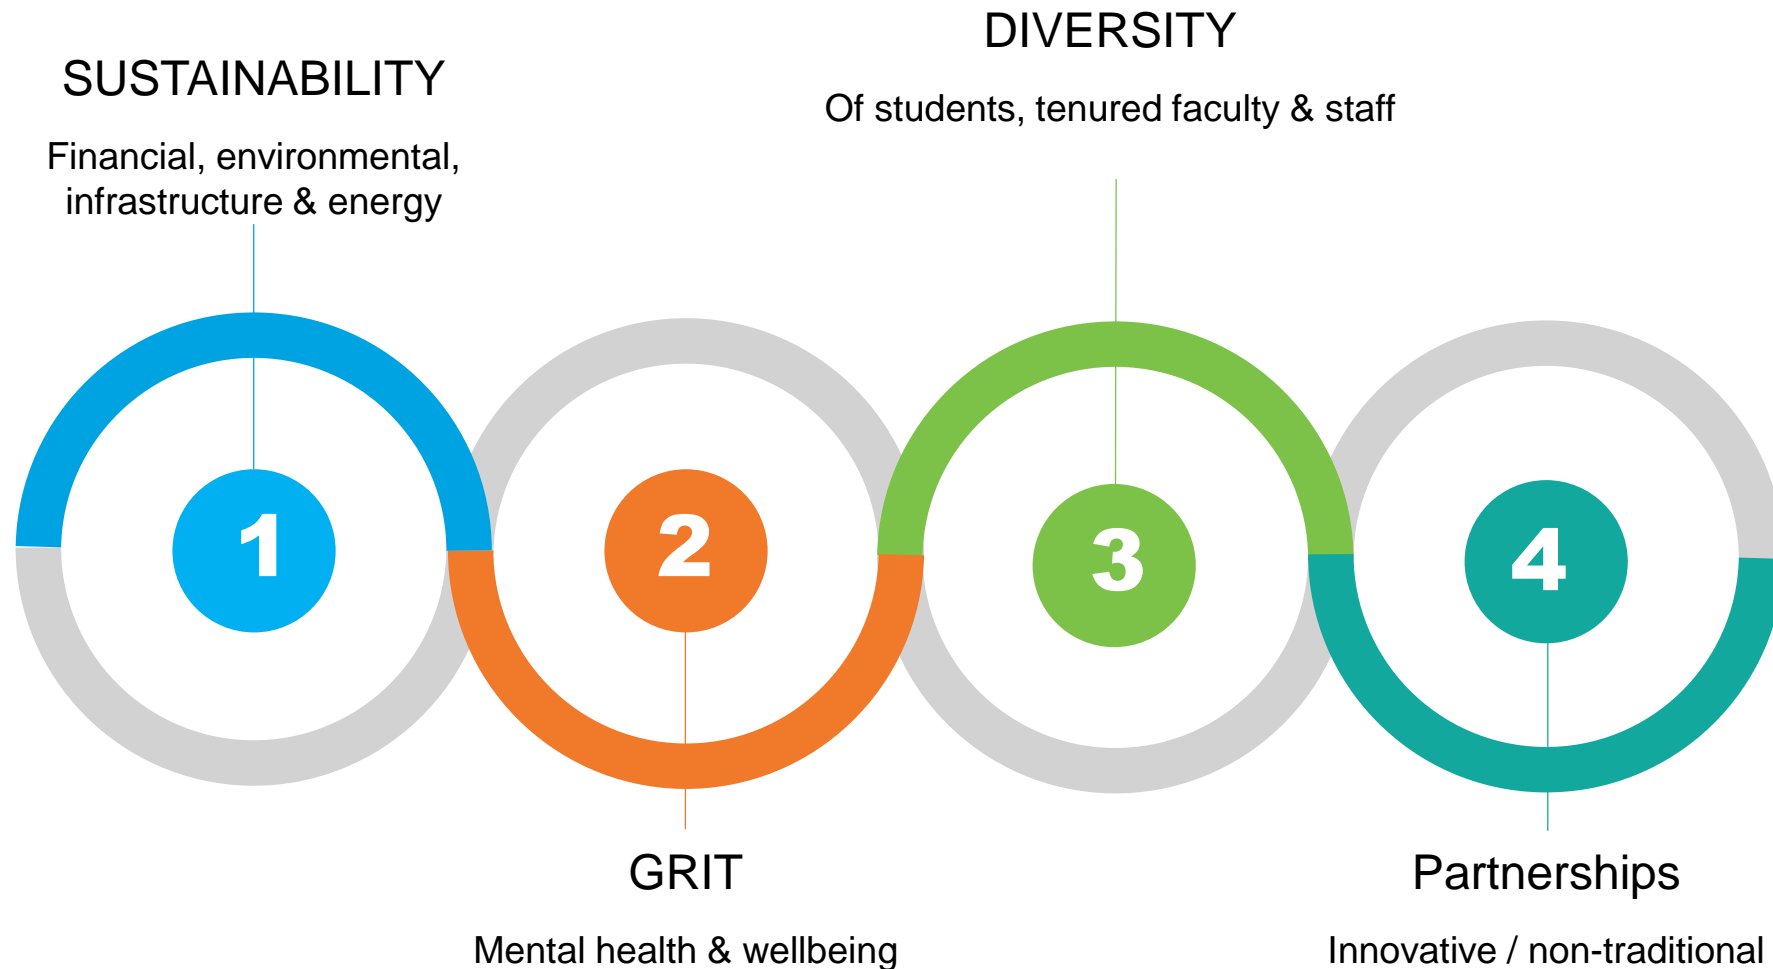 SUSTAINABILITY
Financial, environmental,
infrastructure & energy
1
GRIT
Mental health & wellbeing
2
DIVERSITY
Of students, tenured faculty & staff
3
Partnerships
Innovative / non-traditional
4